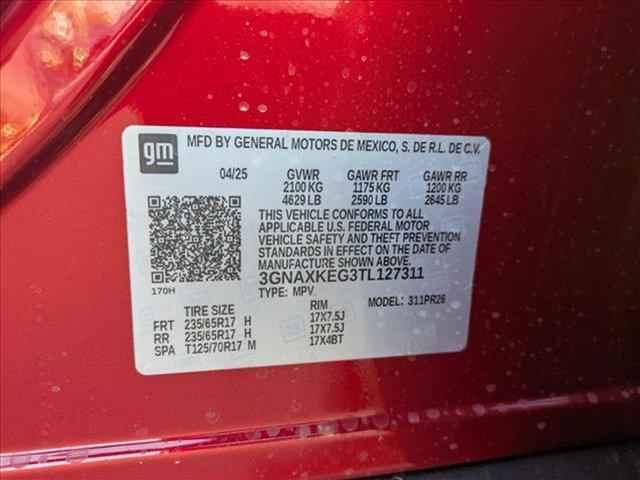 gm MFD BY GENERAL MOTORS DE MEXICO, S. DE R.L. DE C.V.
04/25 GVWR GAWR FRT GAWR RR
2100 KG 1175 KG 1200 KG
4629 LB 2590 LB 2645 LB
THIS VEHICLE CONFORMS TO ALL
APPLICABLE U.S. FEDERAL MOTOR
VEHICLE SAFETY AND THEFT PREVENTION
STANDARDS IN EFFECT ON THE DATE OF
MANUFACTURE SHOWN ABOVE.
3GNAXKEG3TL127311
170H TYPE: MPV MODEL: 311PR26
TIRE SIZE RIM
FRT 235/65R17 H 17X7.5J
RR 235/65R17 H 17X7.5J
SPA T125/70R17 M 17X4BT